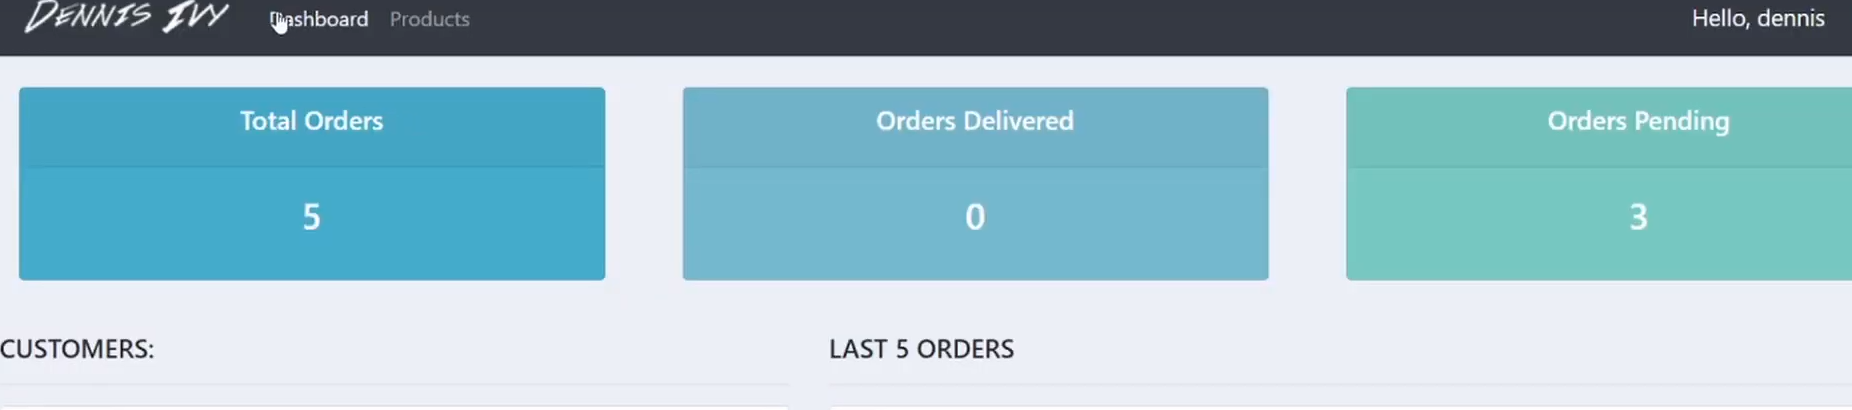 DENNIS IVY Dashboard Products Hello, dennis
Total Orders Orders Delivered Orders Pending
5 0 3
CUSTOMERS: LAST 5 ORDERS